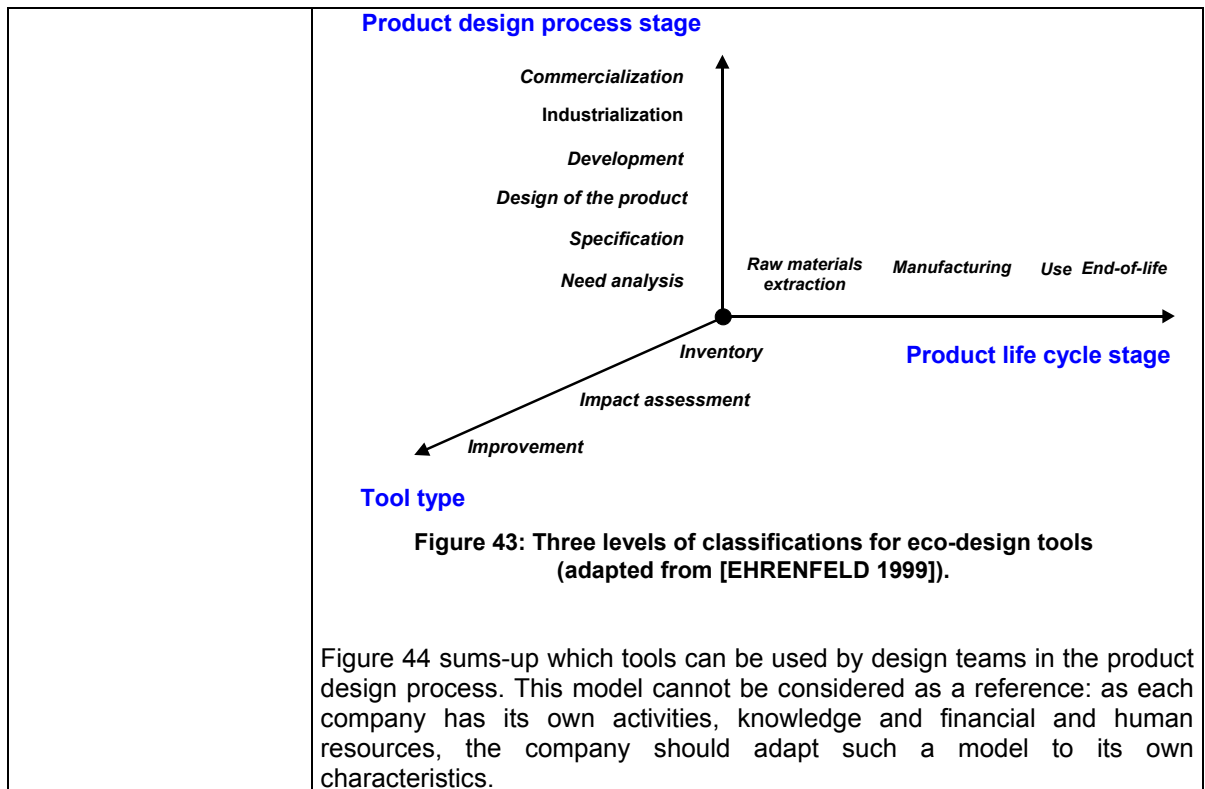 Product design process stage
Commercialization
Industrialization
Development
Design of the product
Specification
Need analysis
Raw materials
extraction
Manufacturing
Use
End-of-life
Inventory
Product life cycle stage
Impact assessment
Improvement
Tool type
Figure 43: Three levels of classifications for eco-design tools
(adapted from [EHRENFELD 1999]).
Figure 44 sums-up which tools can be used by design teams in the product
design process. This model cannot be considered as a reference: as each
company has its own activities, knowledge and financial and human
resources, the company should adapt such a model to its own
characteristics.